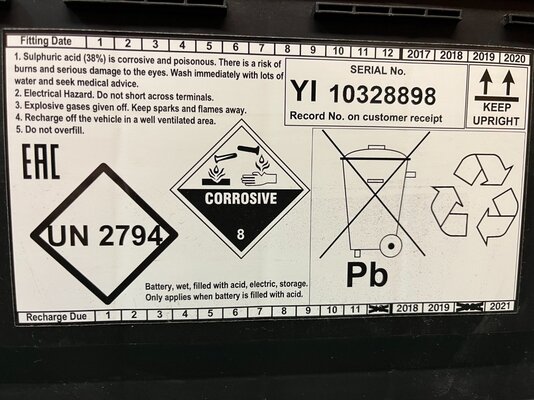 Fitting Date 1 2 3 4 5 6 7 8 9 10 11 12 2017 2018 2019 2020
1. Sulphuric acid (38%) is corrosive and poisonous. There is a risk of
burns and serious damage to the eyes. Wash immediately with lots of
water and seek medical advice.
2. Electrical Hazard. Do not short across terminals.
3. Explosive gases given off. Keep sparks and flames away.
4. Recharge off the vehicle in a well ventilated area.
5. Do not overfill.
SERIAL No.
YI 10328898
Record No. on customer receipt
KEEP
UPRIGHT
EAC
UN 2794
CORROSIVE
8
Pb
Battery, wet, filled with acid, electric, storage.
Only applies when battery is filled with acid.
Recharge Due 1 2 3 4 5 6 7 8 9 10 11 2018 2019 2021